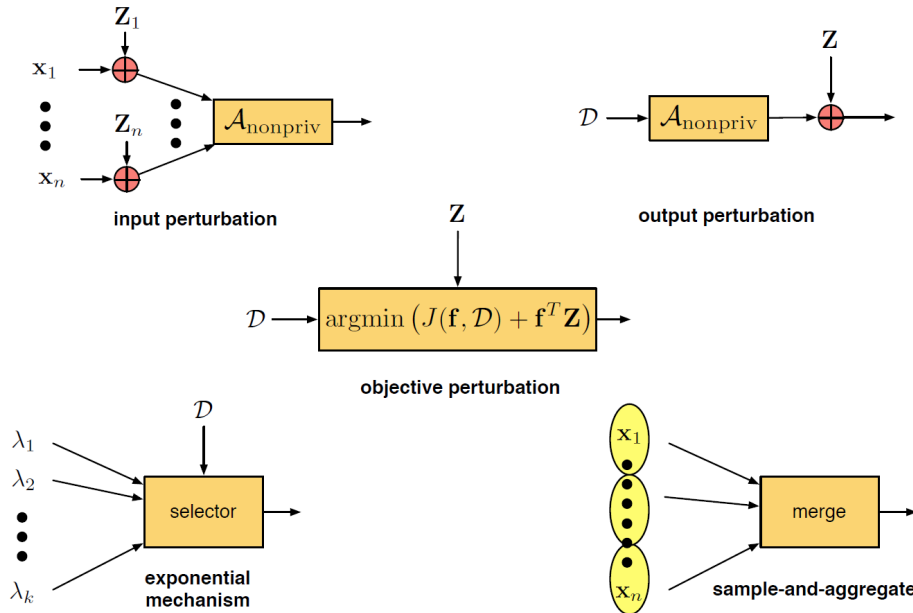 Z₁
x₁
𝒜nonpriv
Zₙ
xₙ
input perturbation
Z
𝒟
𝒜nonpriv
output perturbation
Z
𝒟
argmin (J(f, 𝒟) + fᵀZ)
objective perturbation
𝒟
λ₁
λ₂
λₖ
selector
exponential
mechanism
x₁
xₙ
merge
sample-and-aggregate